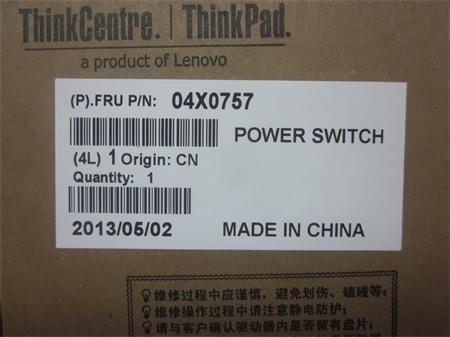 ThinkCentre. | ThinkPad.
a product of Lenovo
(P).FRU P/N: 04X0757
POWER SWITCH
(4L) 1 Origin: CN
Quantity: 1
2013/05/02 MADE IN CHINA
维修过程中应谨慎，避免划伤、磕碰等；
维修操作过程中请注意静电防护；
请与客户确认驱动器内是否留有盘片；